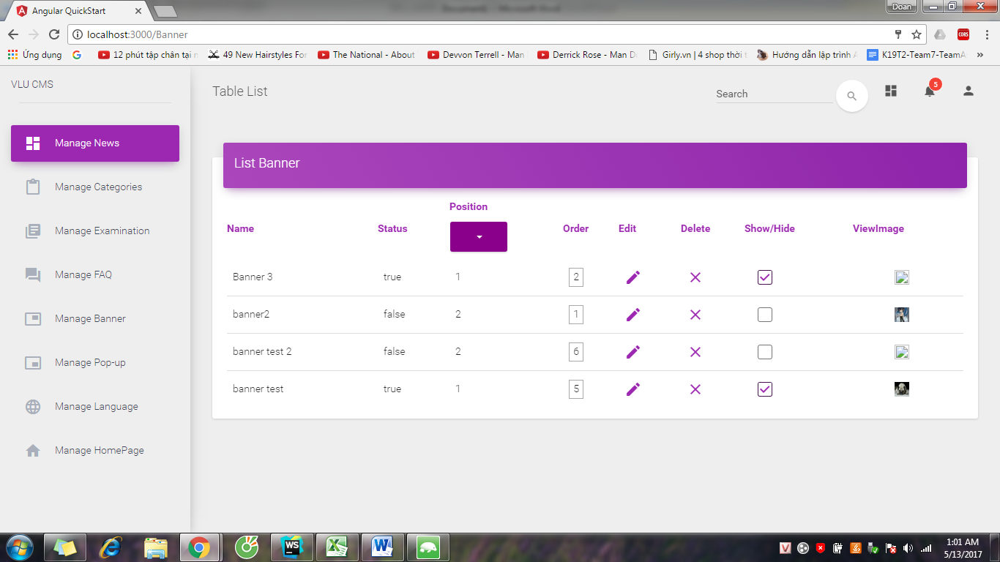 Angular QuickStart
Doan
localhost:3000/Banner
CORS
Ứng dụng
12 phút tập chân tại n
49 New Hairstyles For
The National - About
Devvon Terrell - Man
Derrick Rose - Man D
Girly.vn | 4 shop thời t
Hướng dẫn lập trình A
K19T2-Team7-TeamA
»
VLU CMS
Table List
Search
5
Manage News
Manage Categories
Manage Examination
Manage FAQ
Manage Banner
Manage Pop-up
Manage Language
Manage HomePage
List Banner
Name Status Position Order Edit Delete Show/Hide ViewImage
Banner 3 true 1 2
banner2 false 2 1
banner test 2 false 2 6
banner test true 1 5
WS
1:01 AM
5/13/2017